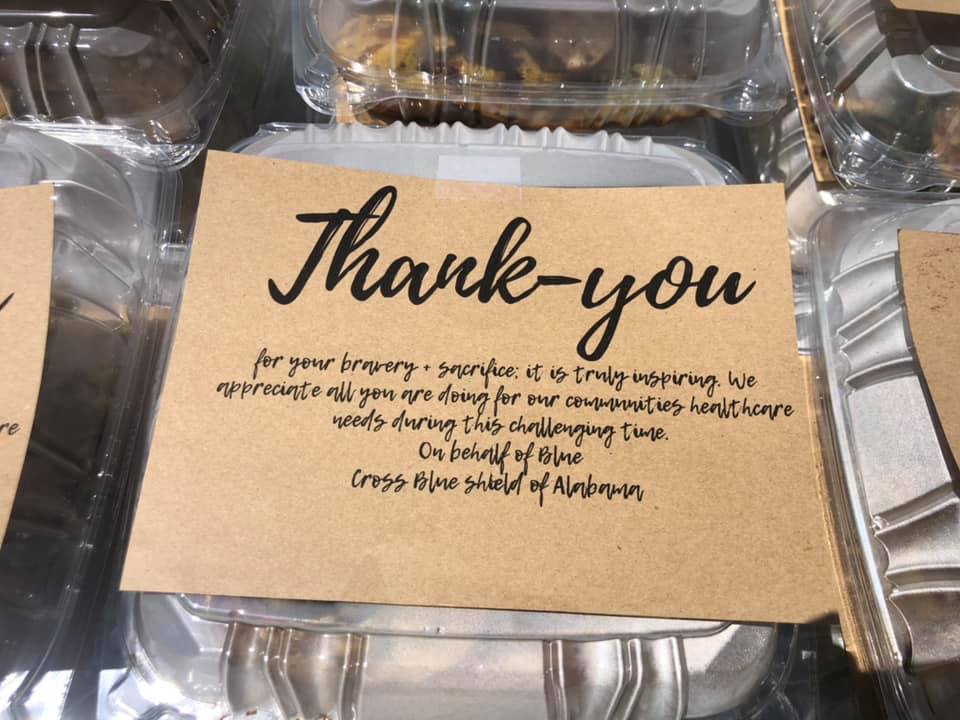 Thank-you
for your bravery + sacrifice; it is truly inspiring. We
appreciate all you are doing for our communities healthcare
needs during this challenging time.
On behalf of Blue
Cross Blue shield of Alabama
re